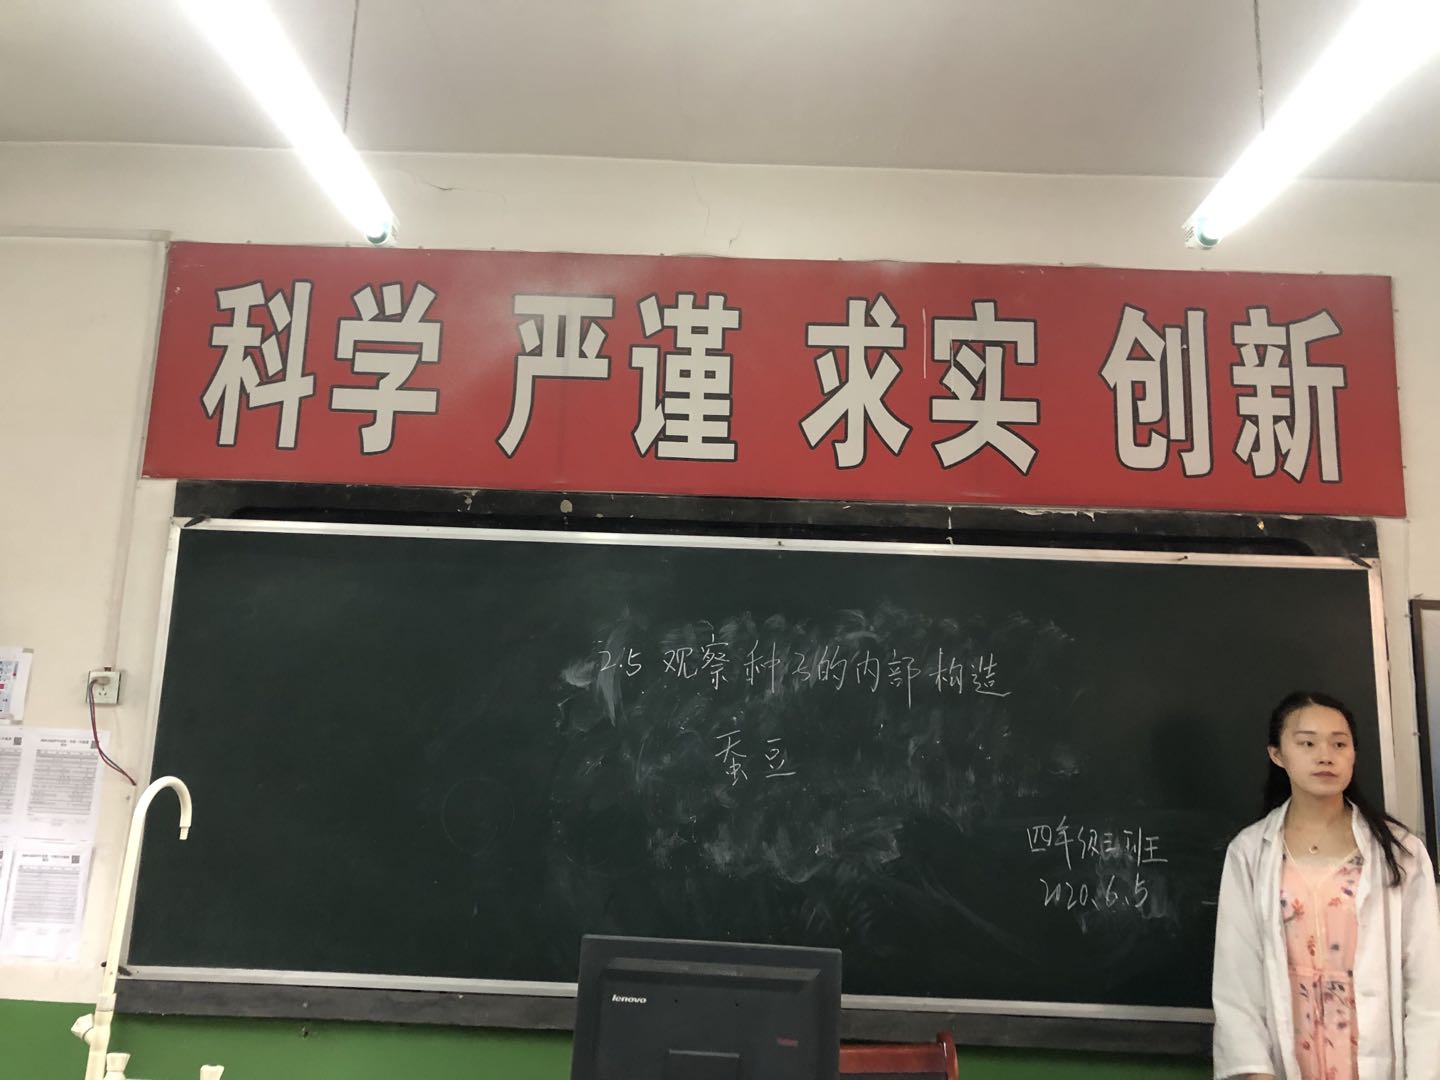 科学 严谨 求实 创新
2.5 观察种子的内部构造
蚕豆
四年级三班
2020、6、5
lenovo